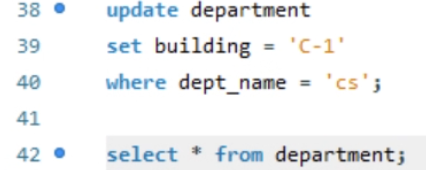 38 update department
39 set building = 'C-1'
40 where dept_name = 'cs';
41
42 select * from department;